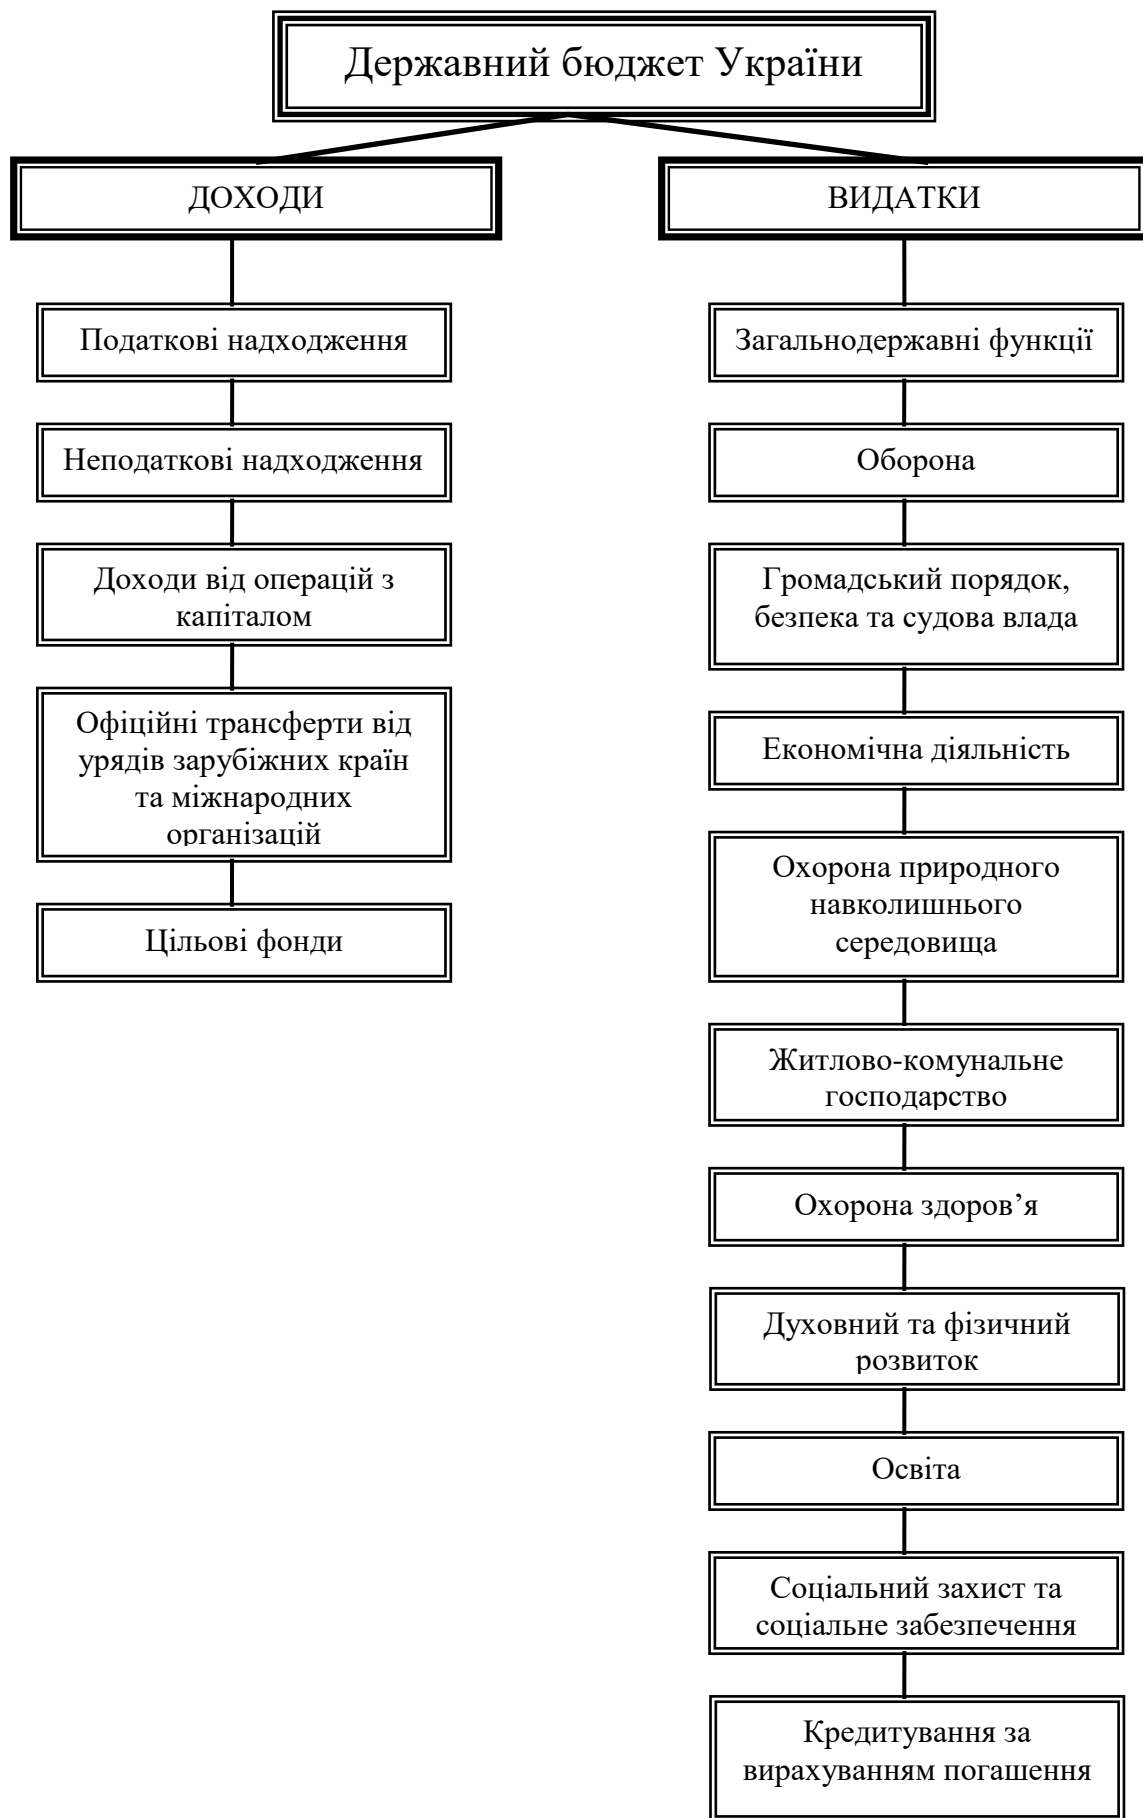 Державний бюджет України
ДОХОДИ
Податкові надходження
Неподаткові надходження
Доходи від операцій з
капіталом
Офіційні трансферти від
урядів зарубіжних країн
та міжнародних
організацій
Цільові фонди
ВИДАТКИ
Загальнодержавні функції
Оборона
Громадський порядок,
безпека та судова влада
Економічна діяльність
Охорона природного
навколишнього
середовища
Житлово-комунальне
господарство
Охорона здоров’я
Духовний та фізичний
розвиток
Освіта
Соціальний захист та
соціальне забезпечення
Кредитування за
вирахуванням погашення